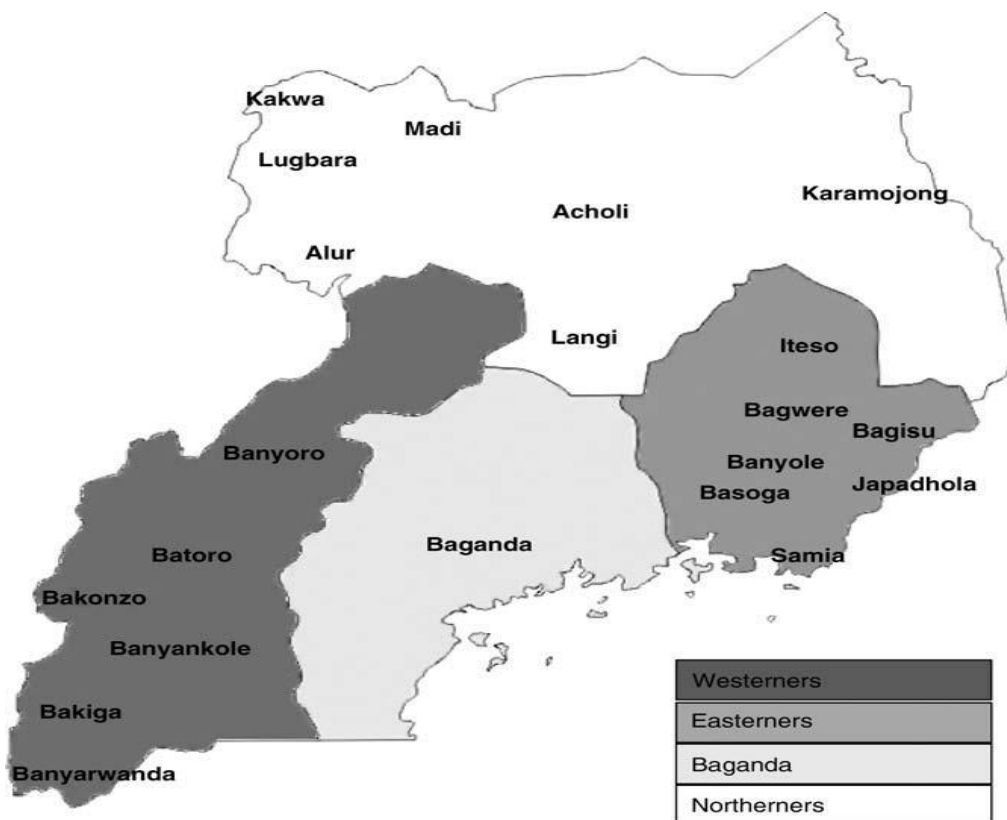 Kakwa
Madi
Lugbara
Karamojong
Acholi
Alur
Langi
Iteso
Bagwere
Bagisu
Banyoro
Banyole
Japadhola
Basoga
Baganda
Batoro
Samia
Bakonzo
Banyankole
Bakiga
Banyarwanda
Westerners
Easterners
Baganda
Northerners